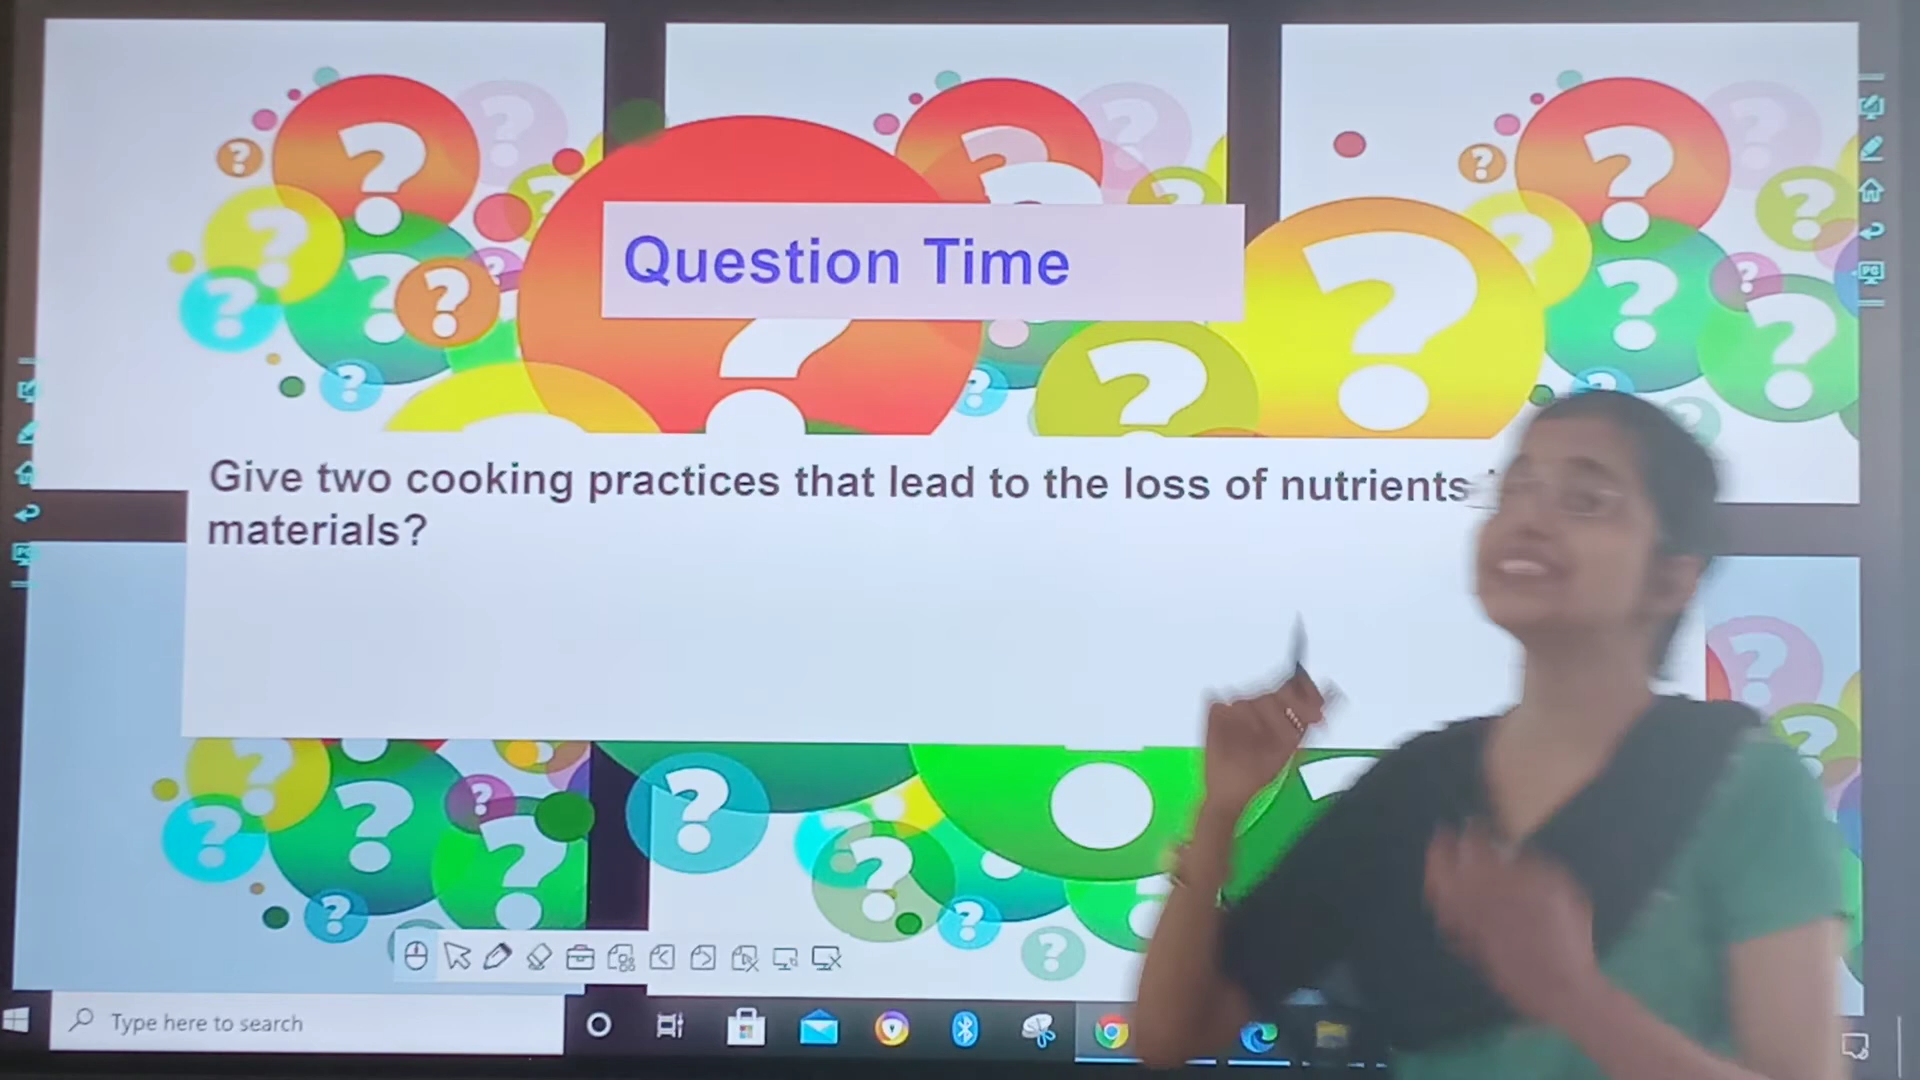 Question Time
Give two cooking practices that lead to the loss of nutrients
materials?
Type here to search